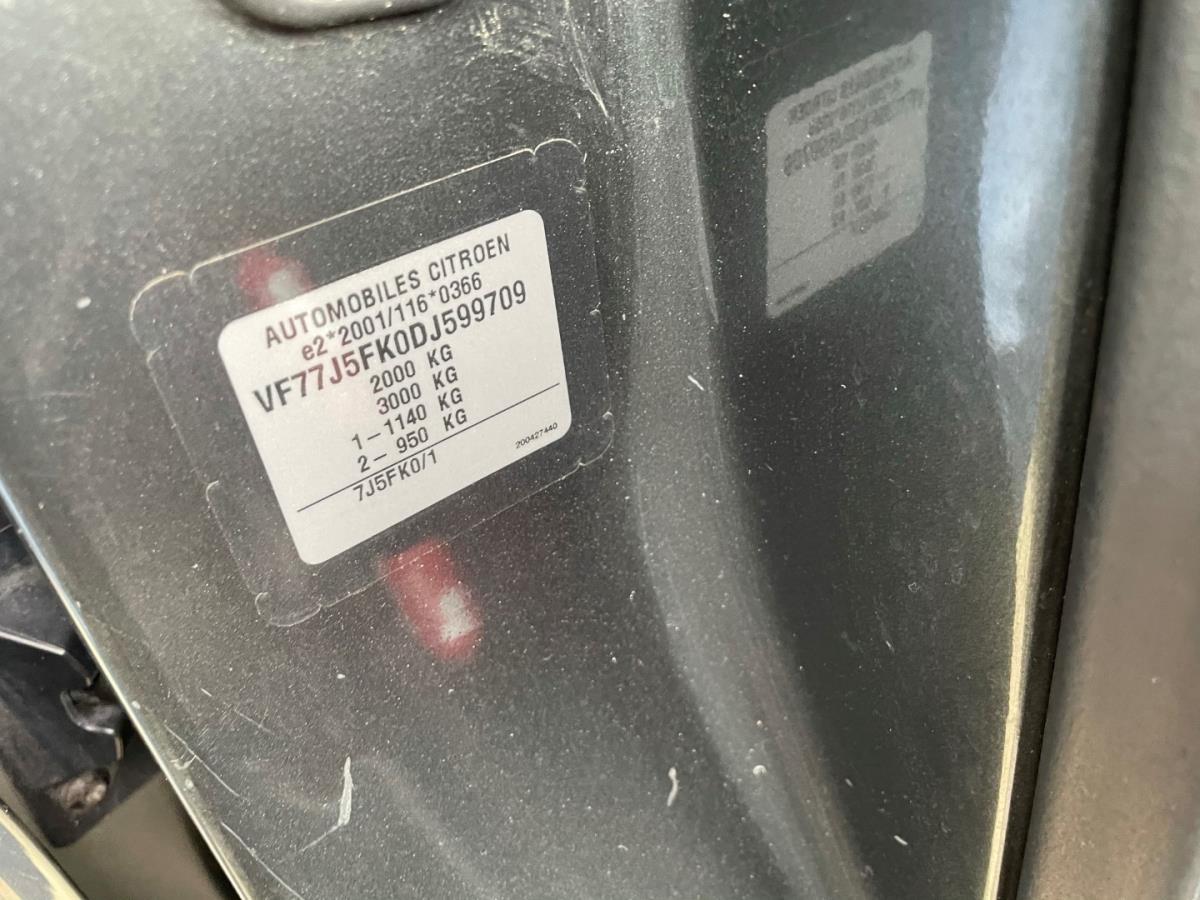 AUTOMOBILES CITROEN
e2*2001/116*0366
VF77J5FK0DJ599709
2000 KG
3000 KG
1– 1140 KG
2– 950 KG
7J5FK0/1
200427440